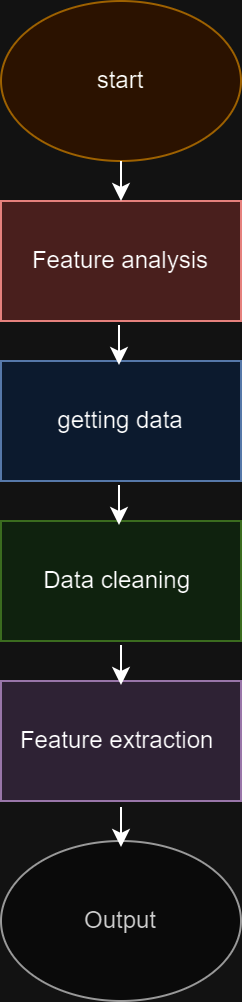 start
Feature analysis
getting data
Data cleaning
Feature extraction
Output